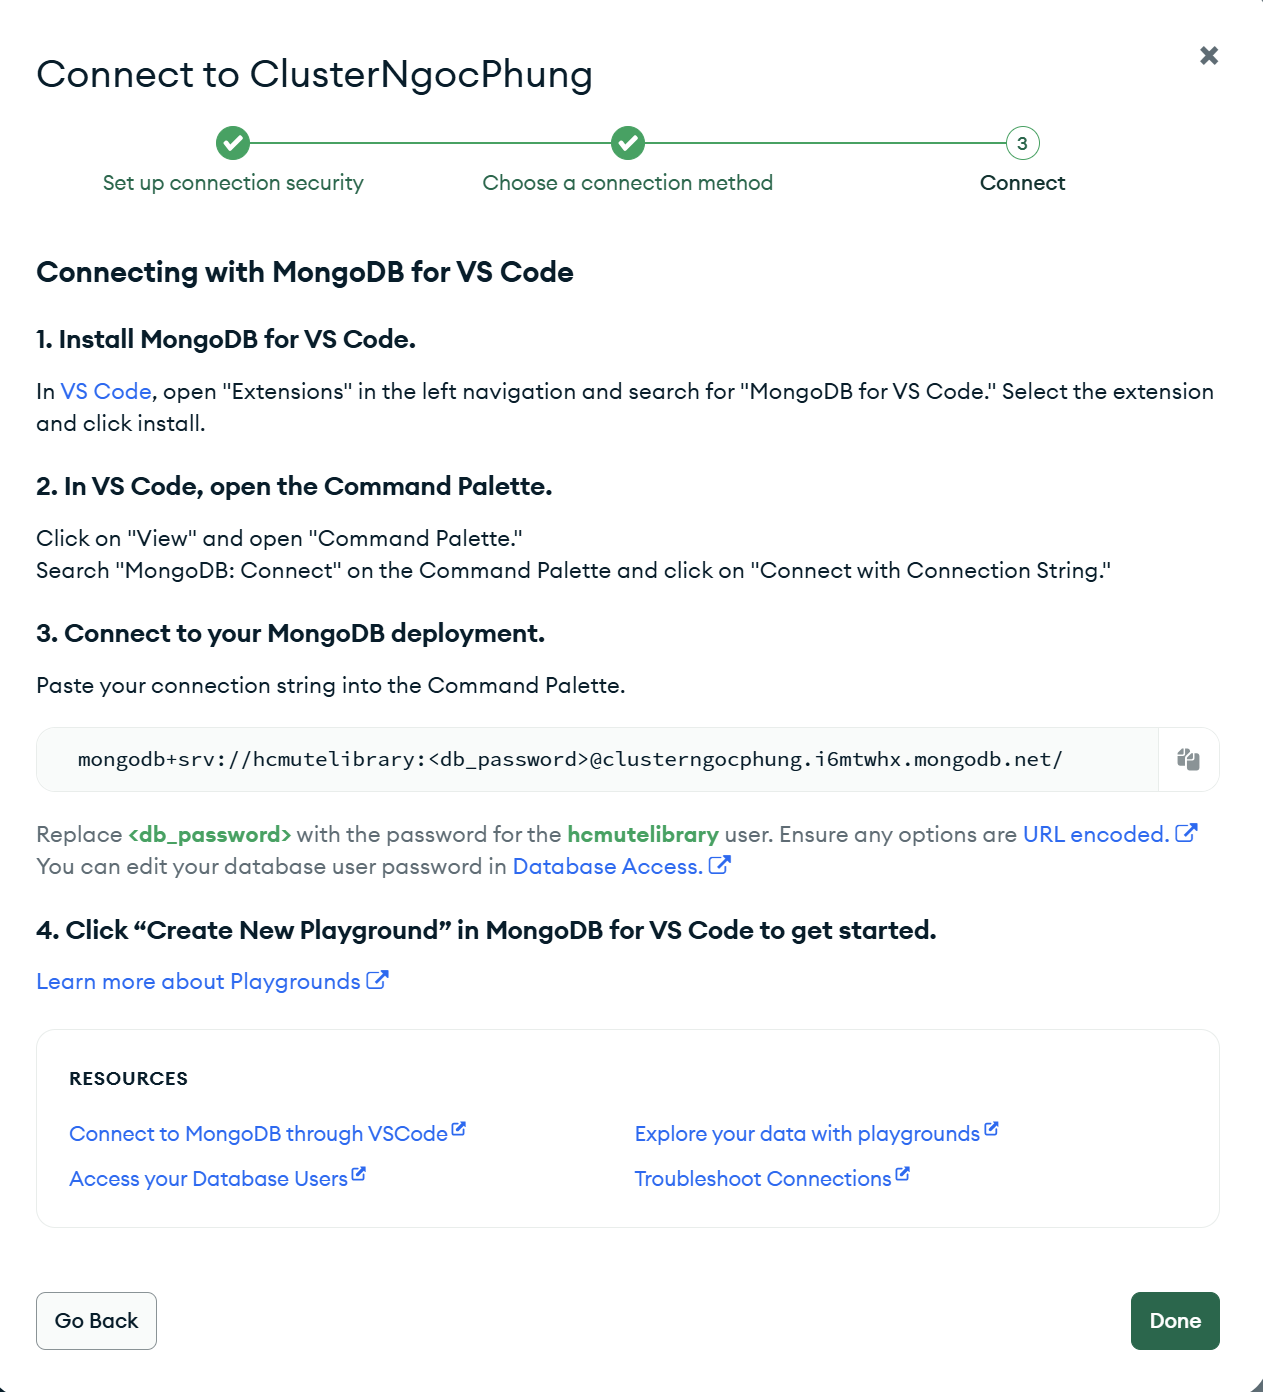 Connect to ClusterNgocPhung
Set up connection security
Choose a connection method
3
Connect
Connecting with MongoDB for VS Code
1. Install MongoDB for VS Code.
In VS Code, open "Extensions" in the left navigation and search for "MongoDB for VS Code." Select the extension
and click install.
2. In VS Code, open the Command Palette.
Click on "View" and open "Command Palette."
Search "MongoDB: Connect" on the Command Palette and click on "Connect with Connection String."
3. Connect to your MongoDB deployment.
Paste your connection string into the Command Palette.
mongodb+srv://hcmutelibrary:<db_password>@clusterngocphung.i6mtwhx.mongodb.net/
Replace <db_password> with the password for the hcmutelibrary user. Ensure any options are URL encoded.
You can edit your database user password in Database Access.
4. Click “Create New Playground” in MongoDB for VS Code to get started.
Learn more about Playgrounds
RESOURCES
Connect to MongoDB through VSCode
Explore your data with playgrounds
Access your Database Users
Troubleshoot Connections
Go Back
Done